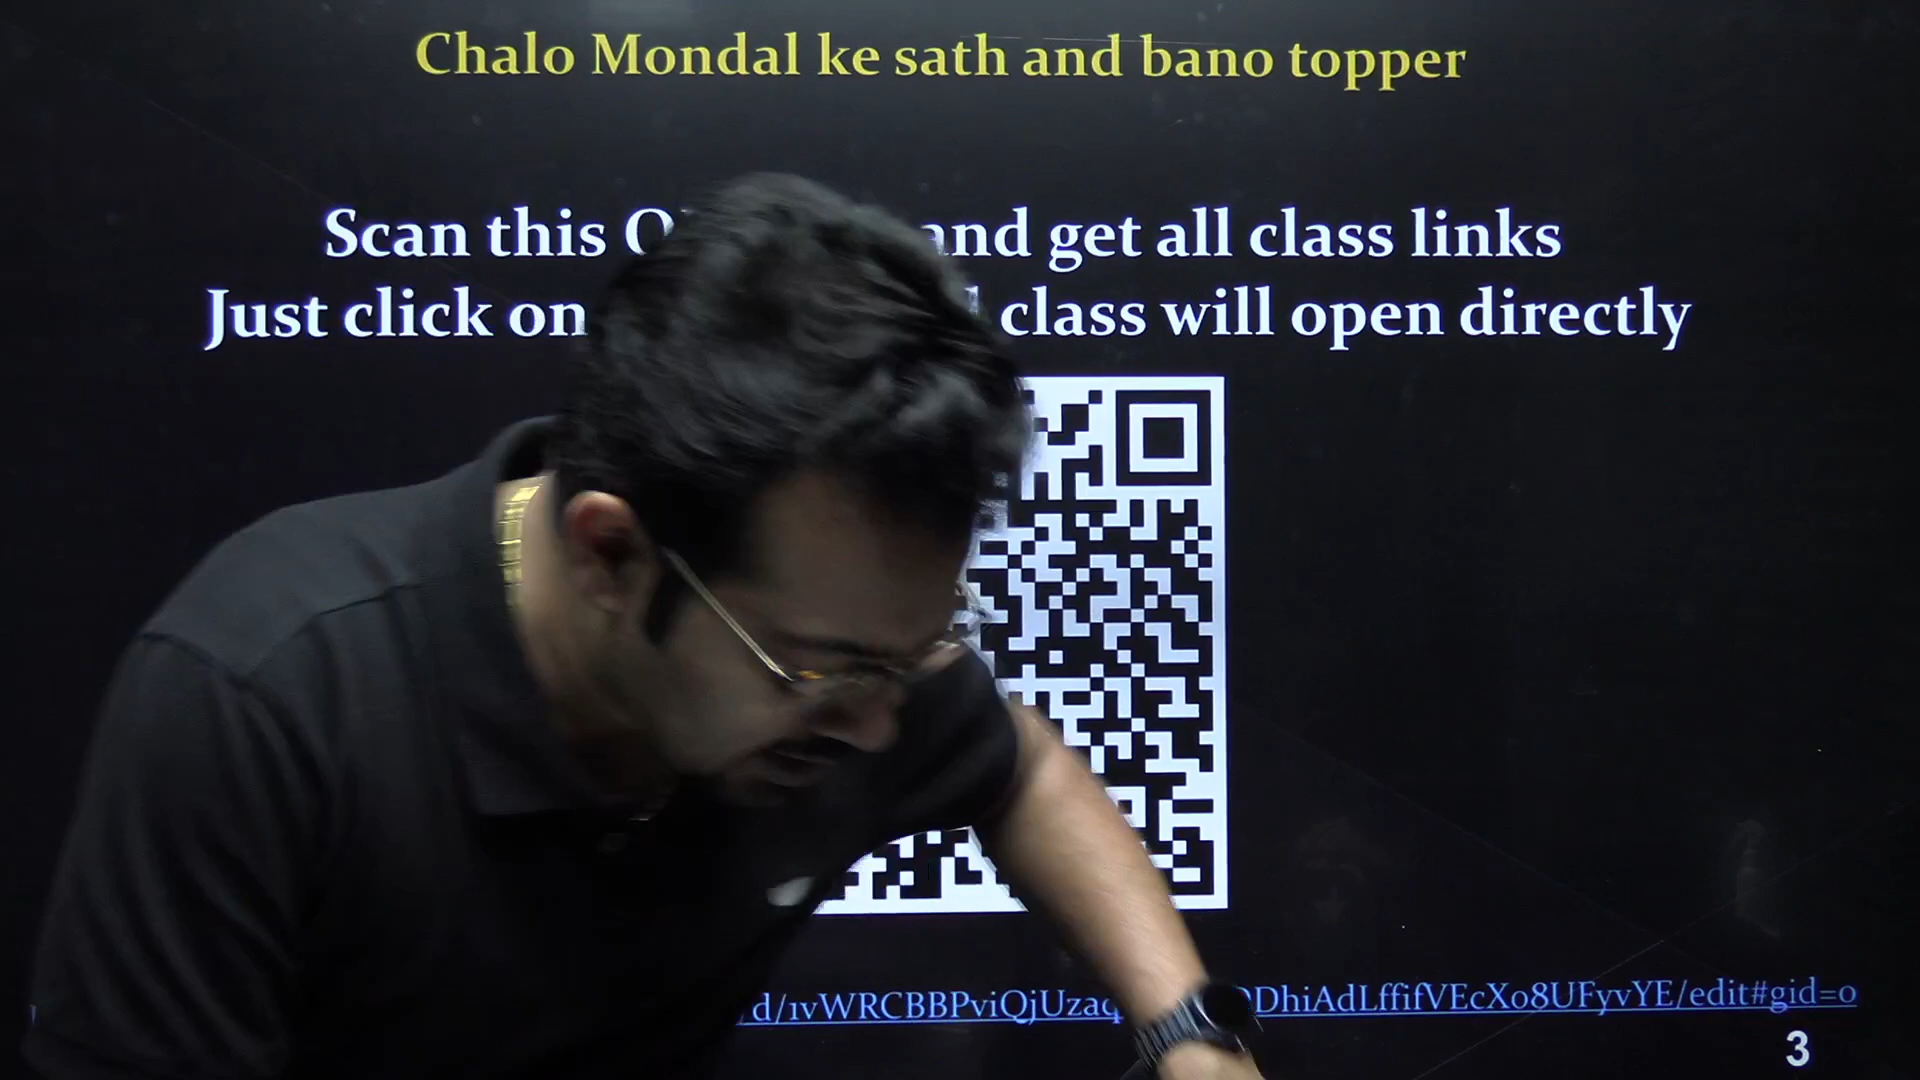 Chalo Mondal ke sath and bano topper
Scan this and get all class links
Just click on class will open directly
/d/1vWRCBBPviQjUzaq DhiAdLffifVEcXo8UFyvYE/edit#gid=0
3